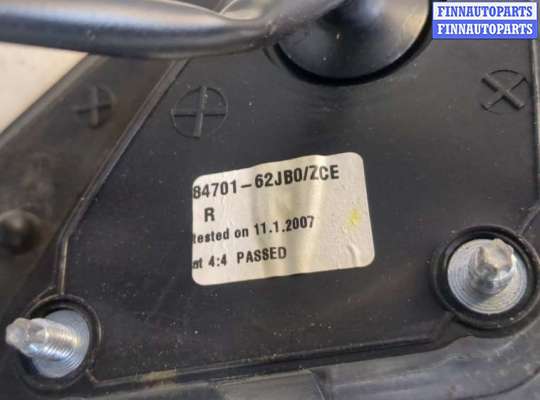 FINNAUTOPARTS
FINNAUTOPARTS
84701-62JB0/ZCE
R
tested on 11.1.2007
at 4:4 PASSED